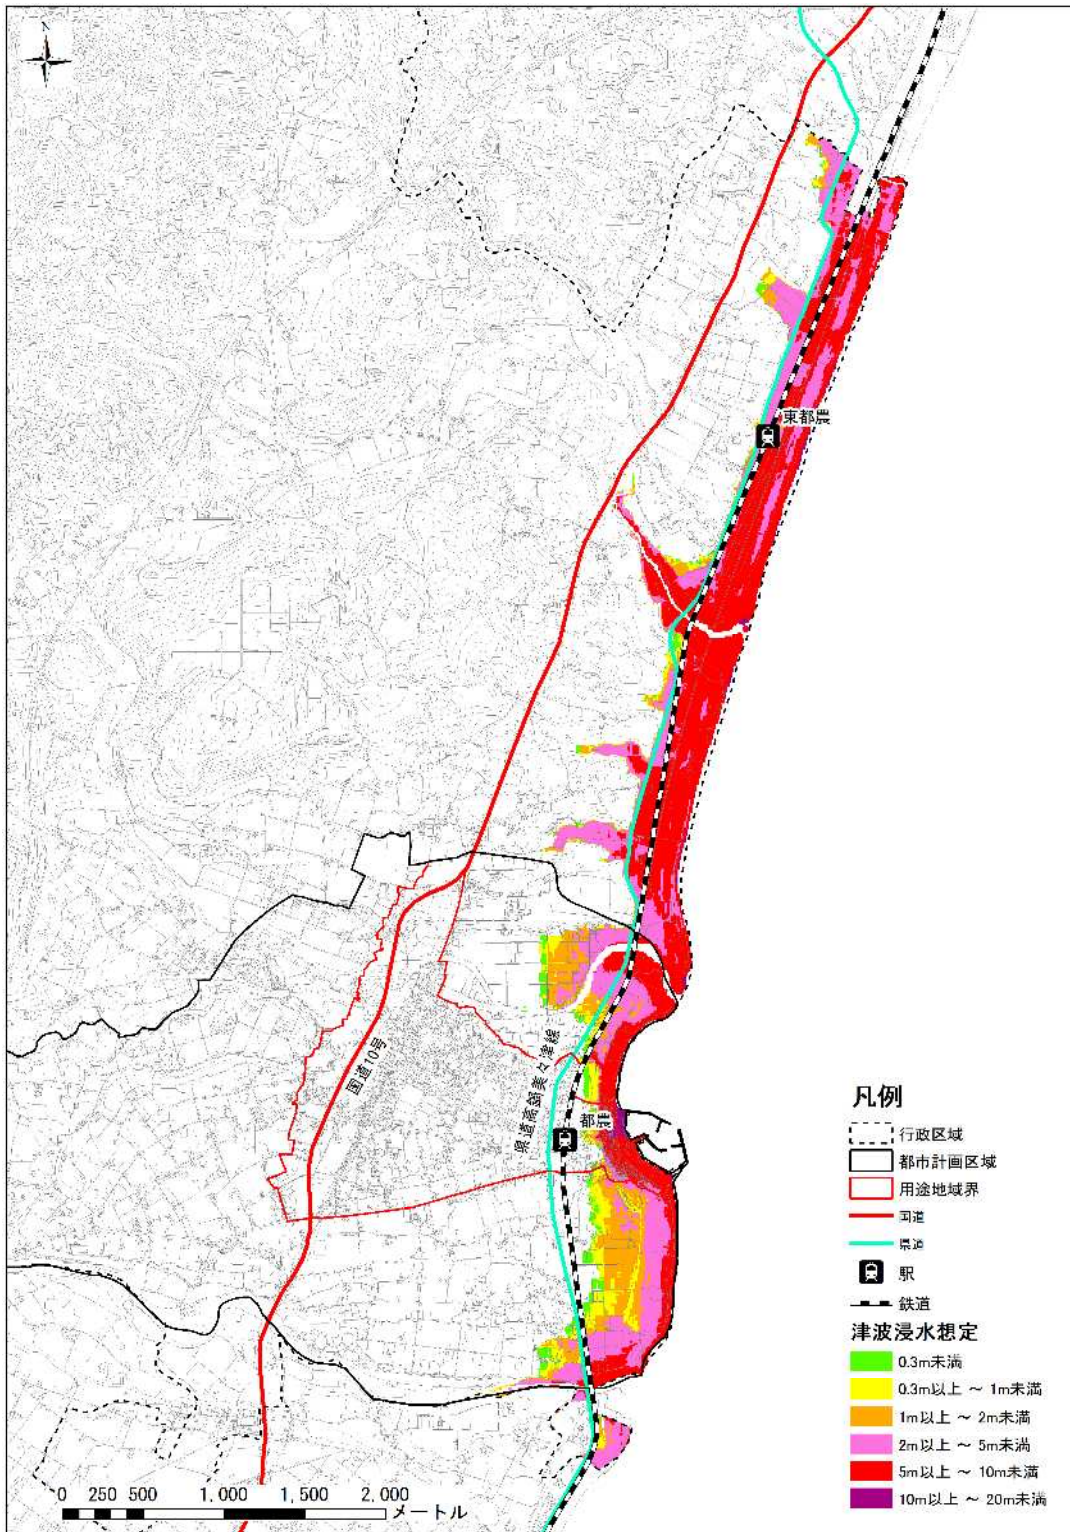 N
東都農
国道10号
県道高鍋美々津線
都農
凡例
行政区域
都市計画区域
用途地域界
国道
県道
駅
鉄道
津波浸水想定
0.3m未満
0.3m以上 ～ 1m未満
1m以上 ～ 2m未満
2m以上 ～ 5m未満
5m以上 ～ 10m未満
10m以上 ～ 20m未満
0 250 500 1,000 1,500 2,000
メートル